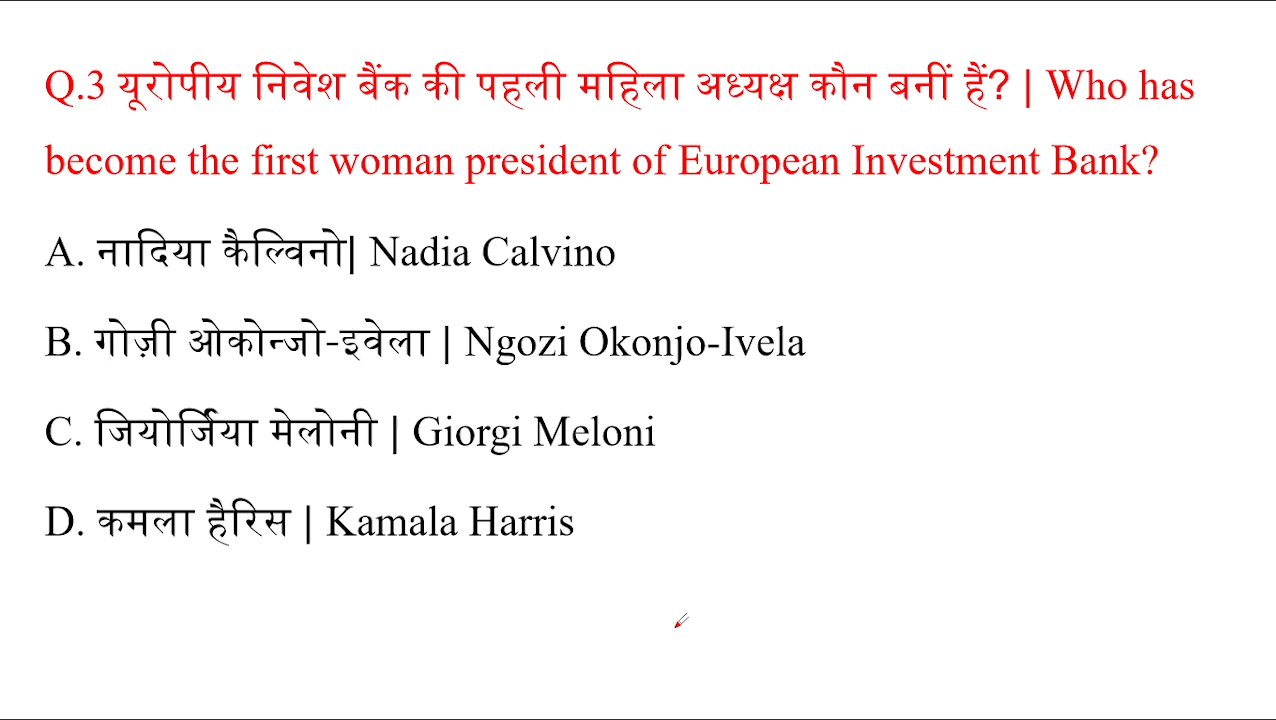 Q.3 यूरोपीय निवेश बैंक की पहली महिला अध्यक्ष कौन बनीं हैं? | Who has
become the first woman president of European Investment Bank?
A. नादिया कैल्विनो| Nadia Calvino
B. गोज़ी ओकोन्जो-इवेला | Ngozi Okonjo-Ivela
C. जियोर्जिया मेलोनी | Giorgi Meloni
D. कमला हैरिस | Kamala Harris